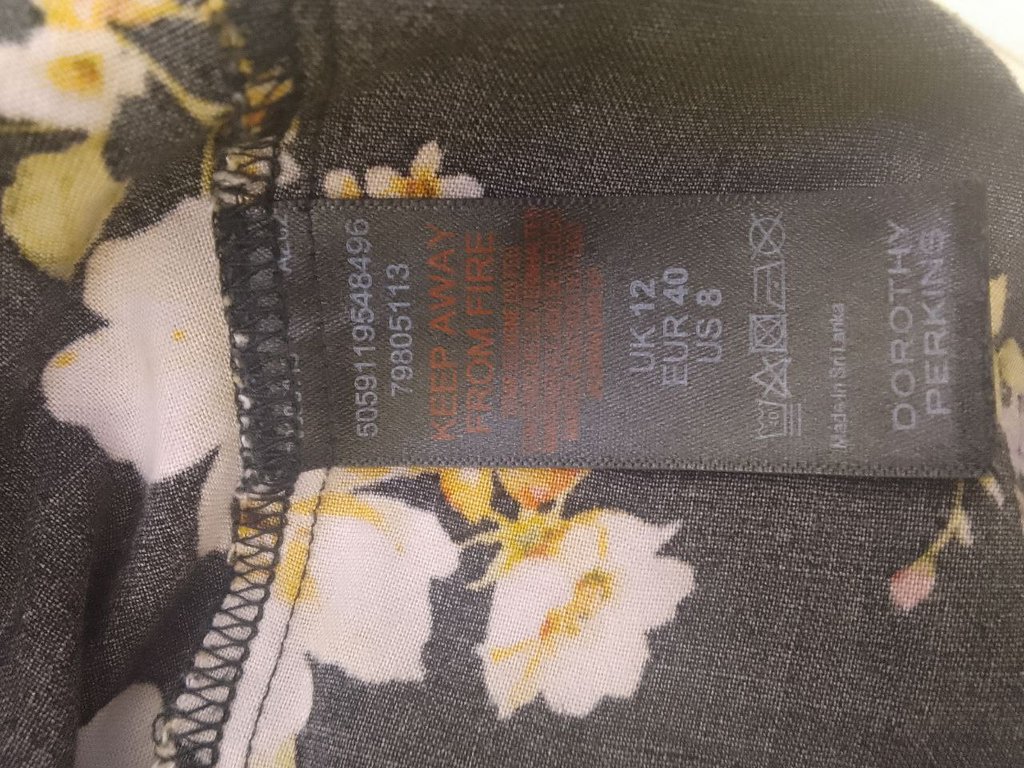 5059119548496
79805113
KEEP AWAY
FROM FIRE
UK 12
EUR 40
US 8
Made in Sri Lanka
DOROTHY
PERKINS